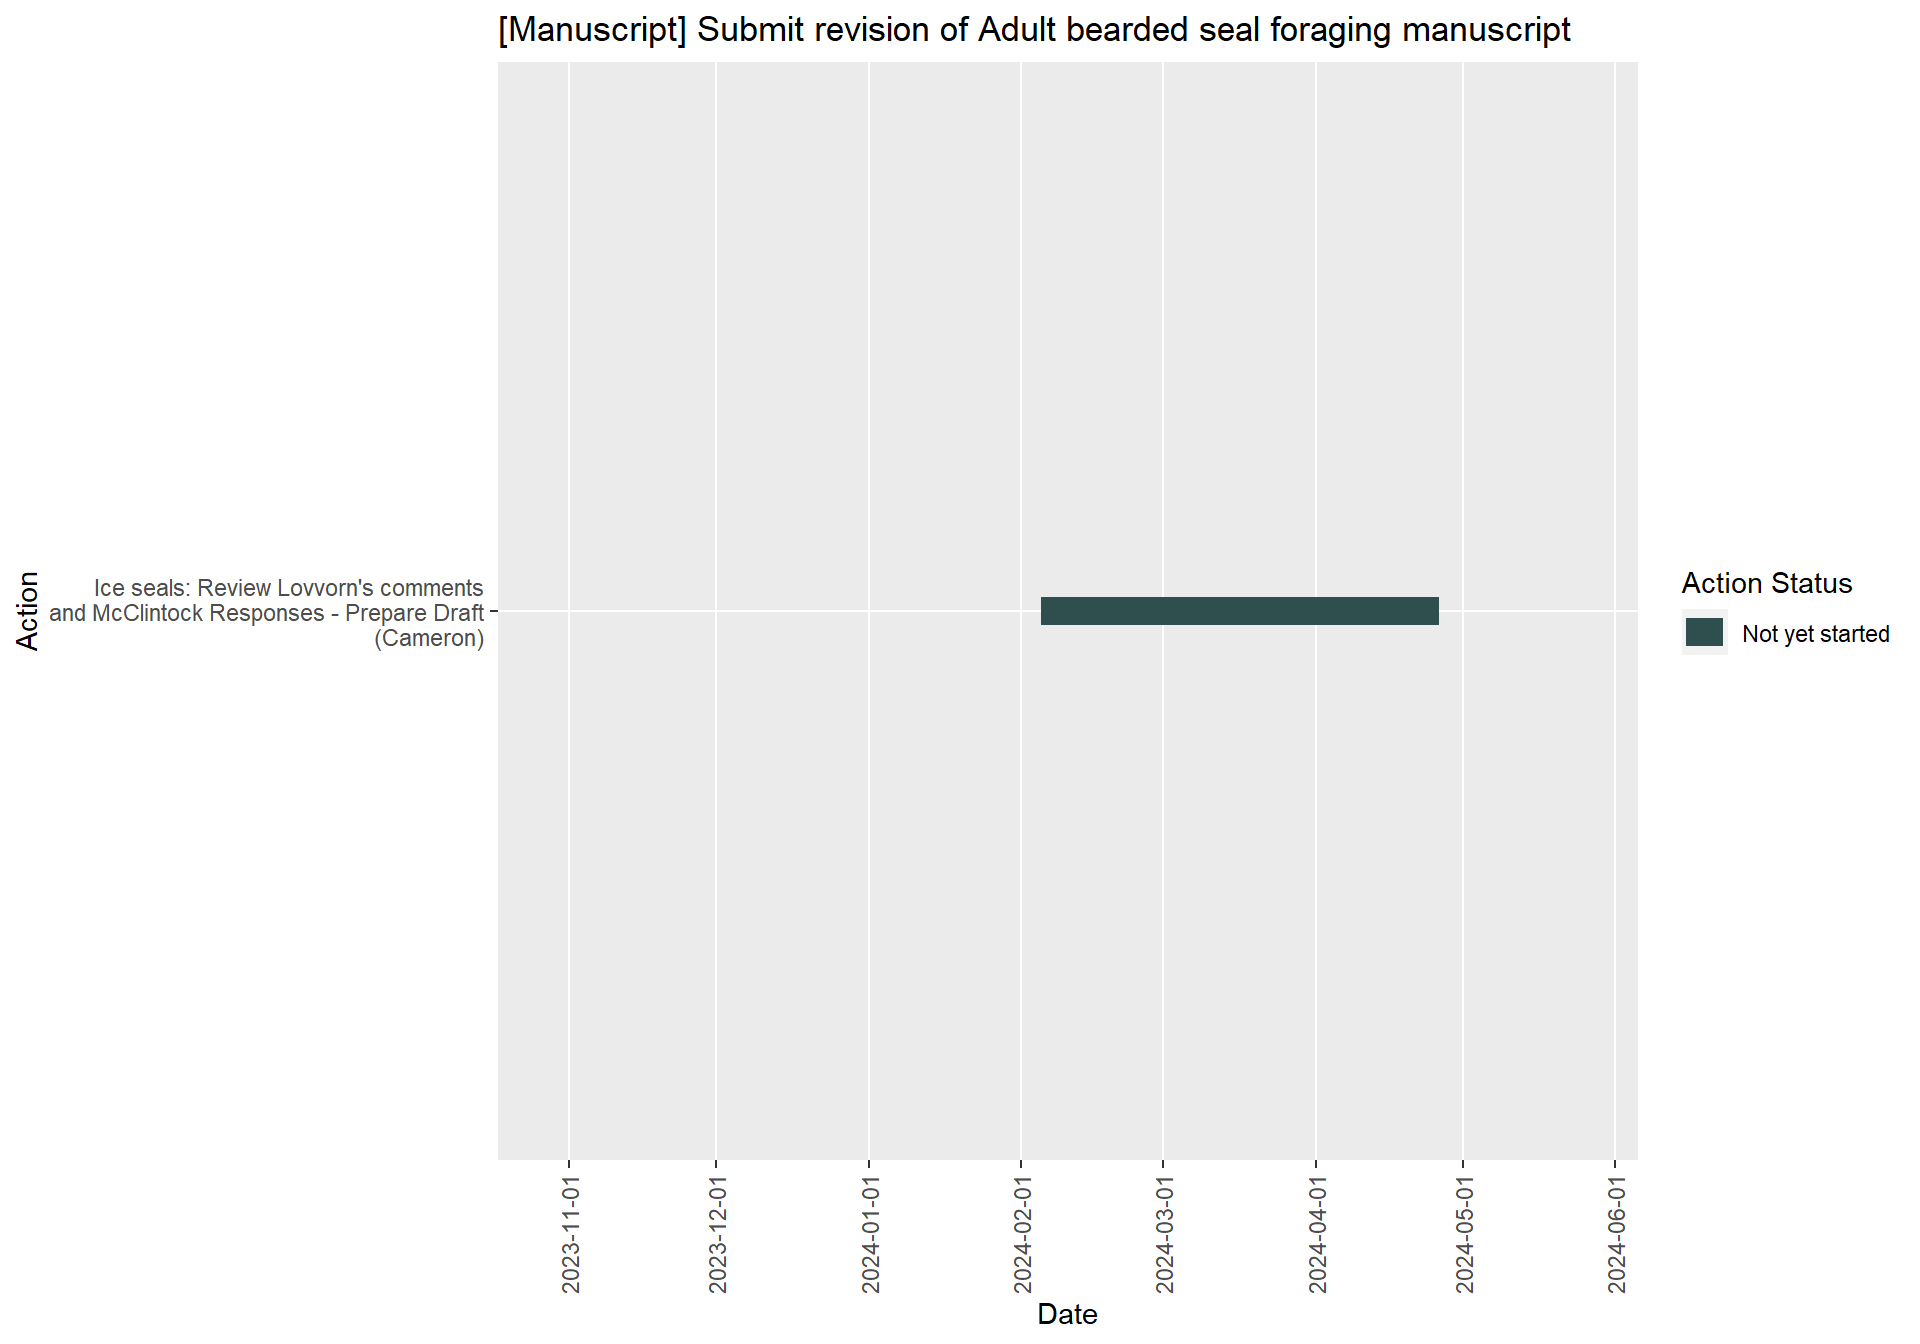 [Manuscript] Submit revision of Adult bearded seal foraging manuscript
Action
Ice seals: Review Lovvorn's comments
and McClintock Responses - Prepare Draft
(Cameron)
Action Status
Not yet started
2023-11-01
2023-12-01
2024-01-01
2024-02-01
2024-03-01
2024-04-01
2024-05-01
2024-06-01
Date